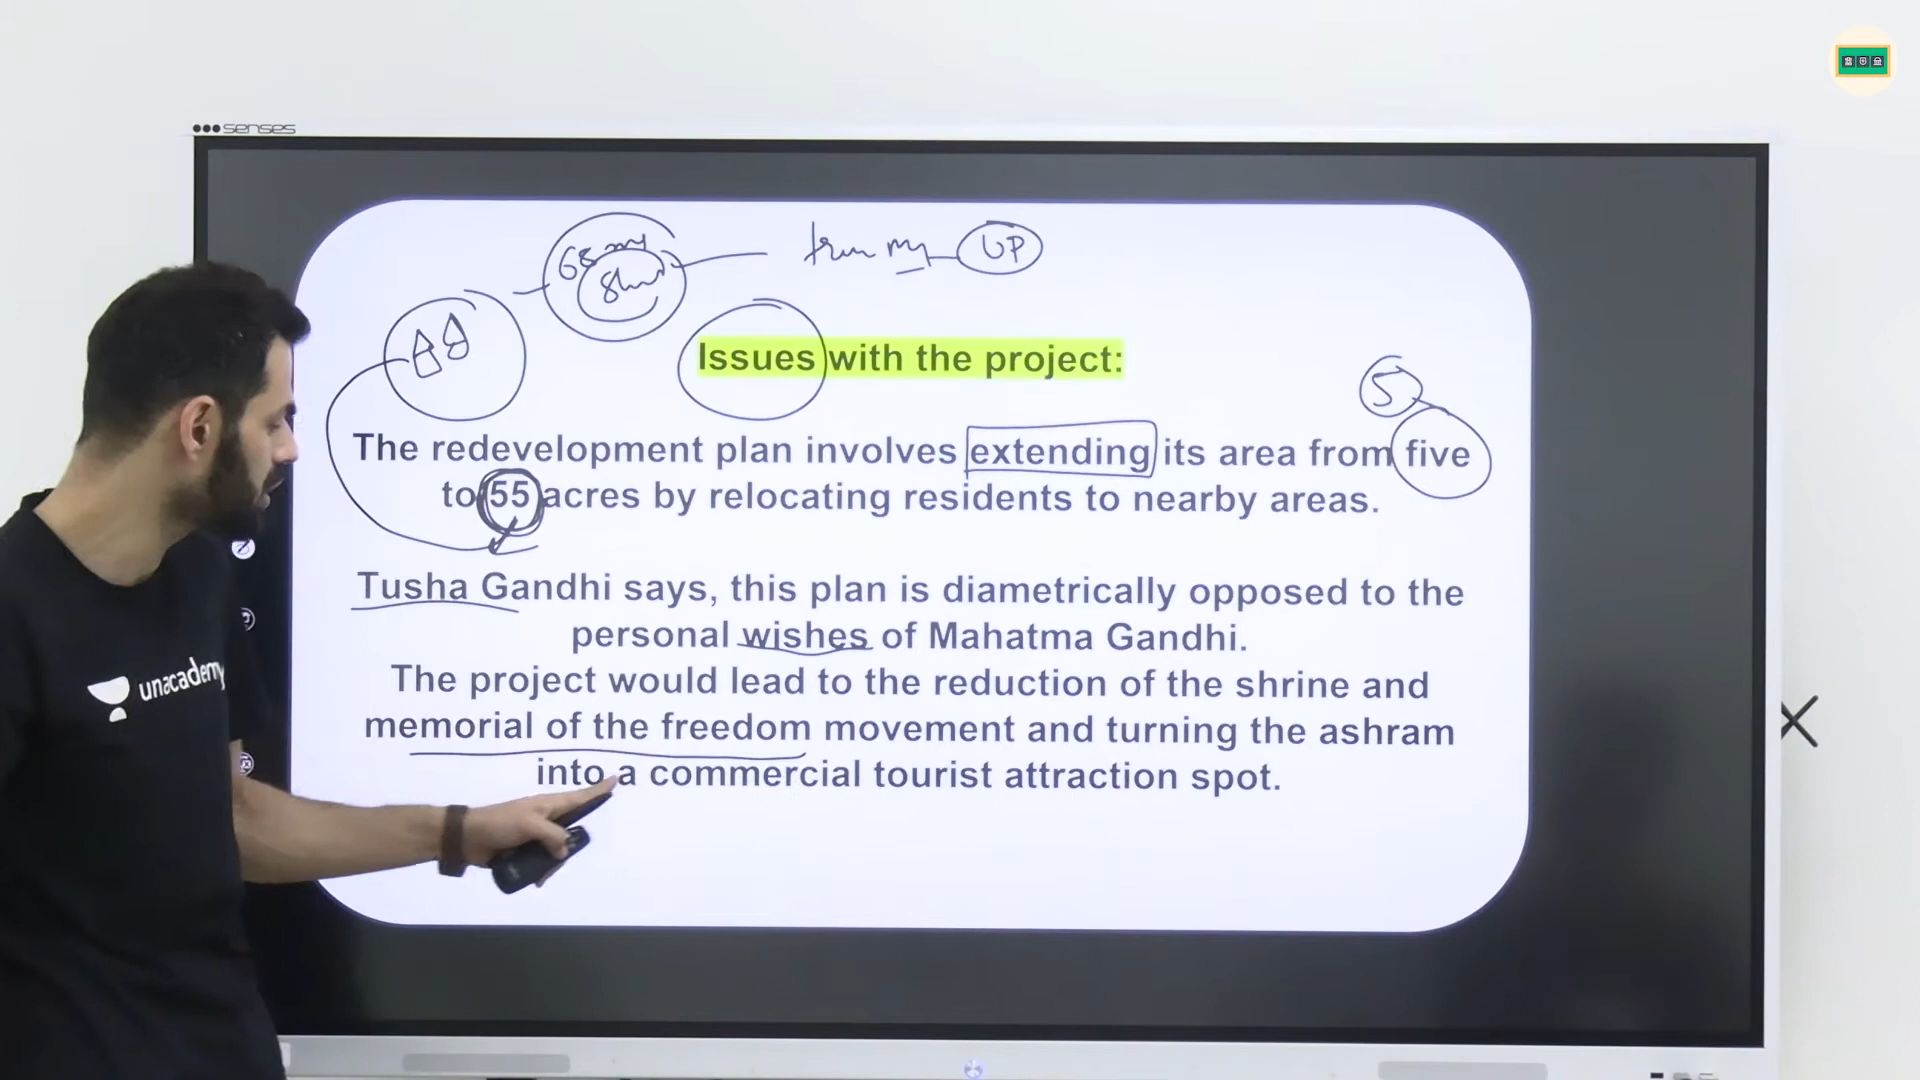 senses
UP
Issues with the project:
5
The redevelopment plan involves extending its area from five
to 55 acres by relocating residents to nearby areas.
Tusha Gandhi says, this plan is diametrically opposed to the
personal wishes of Mahatma Gandhi.
The project would lead to the reduction of the shrine and
memorial of the freedom movement and turning the ashram
into a commercial tourist attraction spot.
unacademy